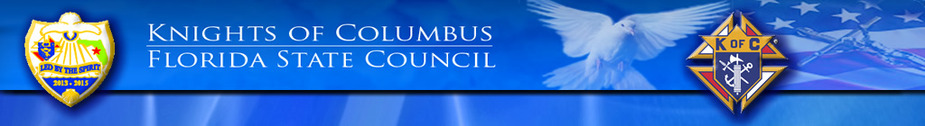 KNIGHTS OF COLUMBUS
FLORIDA STATE COUNCIL
LED BY THE SPIRIT
2013 - 2015
K OF C